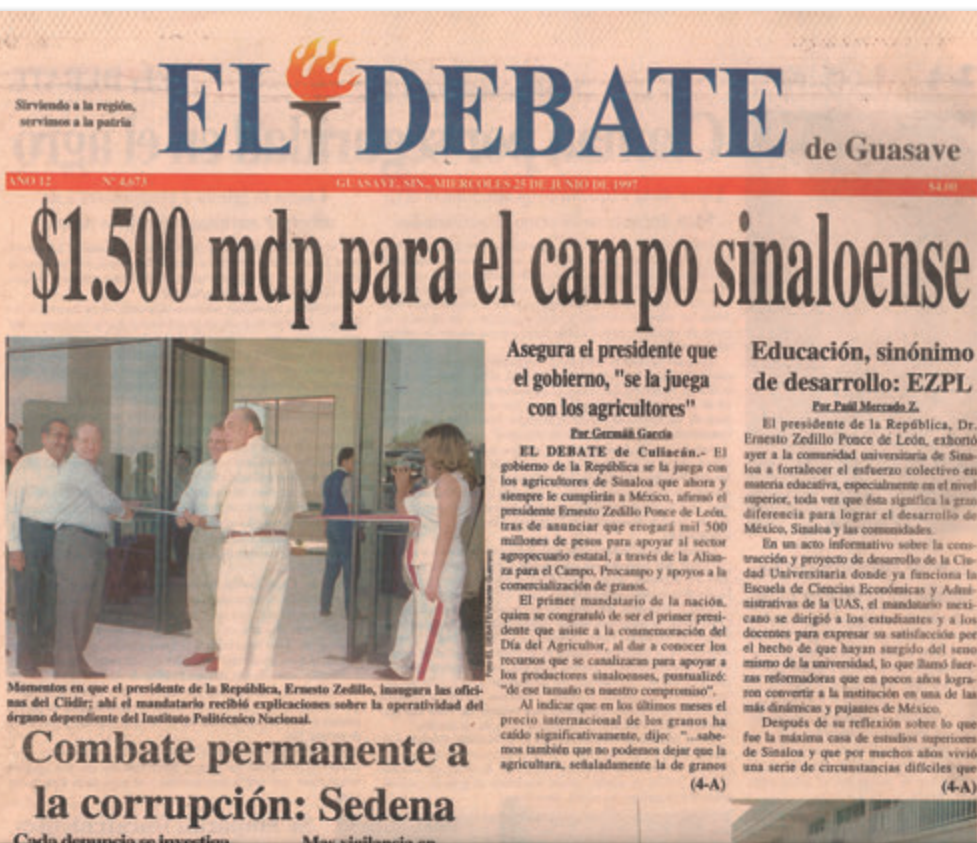 Sirviendo a la región,
servimos a la patria
EL DEBATE
de Guasave
AÑO 12 N° 4,673 GUASAVE, SIN., MIERCOLES 25 DE JUNIO DE 1997 $4.00
$1.500 mdp para el campo sinaloense
Momentos en que el presidente de la República, Ernesto Zedillo, inaugura las ofici-
nas del Ciidir; ahí el mandatario recibió explicaciones sobre la operatividad del
órgano dependiente del Instituto Politécnico Nacional.
Combate permanente a
la corrupción: Sedena
Cada denuncia se investiga
Mas vigilancia en
Asegura el presidente que
el gobierno, "se la juega
con los agricultores"
Por Germán García
EL DEBATE de Culiacán.- El
gobierno de la República se la juega con
los agricultores de Sinaloa que ahora y
siempre le cumplirán a México, afirmó el
presidente Ernesto Zedillo Ponce de León,
tras de anunciar que erogará mil 500
millones de pesos para apoyar al sector
agropecuario estatal, a través de la Alian-
za para el Campo, Procampo y apoyos a la
comercialización de granos.
El primer mandatario de la nación,
quien se congratuló de ser el primer presi-
dente que asiste a la conmemoración del
Día del Agricultor, al dar a conocer los
recursos que se canalizaran para apoyar a
los productores sinaloenses, puntualizó:
"de ese tamaño es nuestro compromiso".
Al indicar que en los últimos meses el
precio internacional de los granos ha
caído significativamente, dijo: "...sabe-
mos también que no podemos dejar que la
agricultura, señaladamente la de granos
(4-A)
Educación, sinónimo
de desarrollo: EZPL
Por Paúl Mercado Z.
El presidente de la República, Dr.
Ernesto Zedillo Ponce de León, exhortó
ayer a la comunidad universitaria de Sina-
loa a fortalecer el esfuerzo colectivo en
materia educativa, especialmente en el nivel
superior, toda vez que ésta significa la gran
diferencia para lograr el desarrollo de
México, Sinaloa y las comunidades.
En un acto informativo sobre la cons-
trucción y proyecto de desarrollo de la Ciu-
dad Universitaria donde ya funciona la
Escuela de Ciencias Económicas y Admi-
nistrativas de la UAS, el mandatario mexi-
cano se dirigió a los estudiantes y a los
docentes para expresar su satisfacción por
el hecho de que hayan surgido del seno
mismo de la universidad, lo que llamó fuer-
zas reformadoras que en pocos años logra-
ron convertir a la institución en una de las
más dinámicas y pujantes de México.
Después de su reflexión sobre lo que
fue la máxima casa de estudios superiores
de Sinaloa y que por muchos años vivió
una serie de circunstancias difíciles que
(4-A)